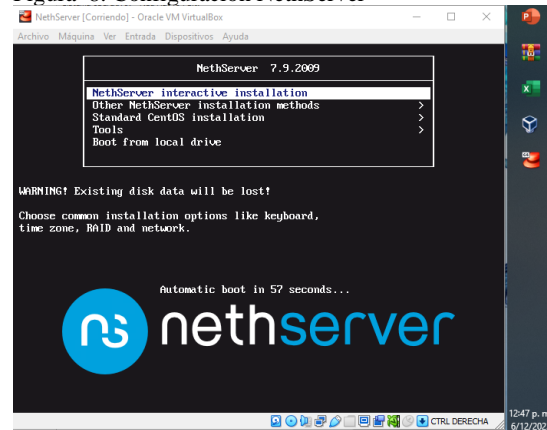 NethServer [Corriendo] - Oracle VM VirtualBox
Archivo Máquina Ver Entrada Dispositivos Ayuda
NethServer 7.9.2009
NethServer interactive installation
Other NethServer installation methods >
Standard CentOS installation >
Tools >
Boot from local drive
WARNING! Existing disk data will be lost!
Choose common installation options like keyboard,
time zone, RAID and network.
Automatic boot in 57 seconds...
ns nethserver
CTRL DERECHA
12:47 p. m
6/12/202